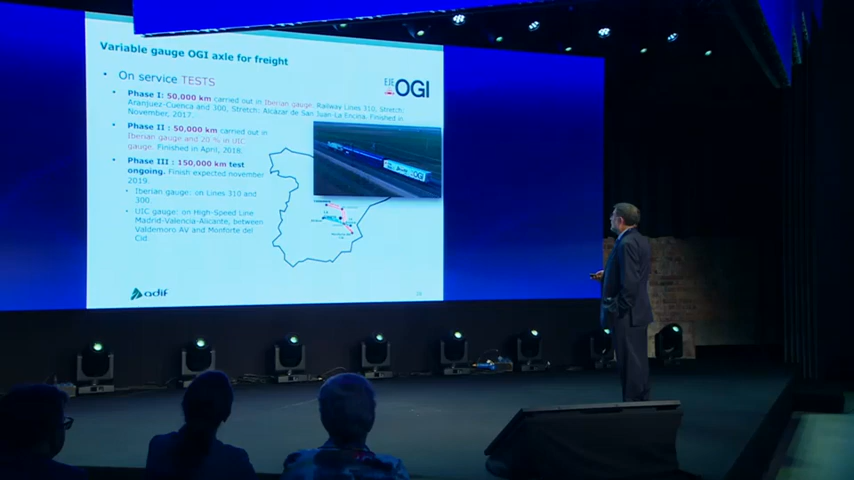 Variable gauge OGI axle for freight
• On service TESTS
EJE
OGI
• Phase I: 50,000 km carried out in Iberian gauge. Railway Lines 310, Stretch:
Aranjuez-Cuenca and 300, Stretch: Alcázar de San Juan-La Encina. Finished in
November, 2017.
• Phase II : 50,000 km carried out in
Iberian gauge and 20 % in UIC
gauge. Finished in April, 2018.
• Phase III : 150,000 km test
ongoing. Finish expected november
2019.
• Iberian gauge: on Lines 310 and
300.
• UIC gauge: on High-Speed Line
Madrid-Valencia-Alicante, between
Valdemoro AV and Monforte del
Cid.
OGI
adif